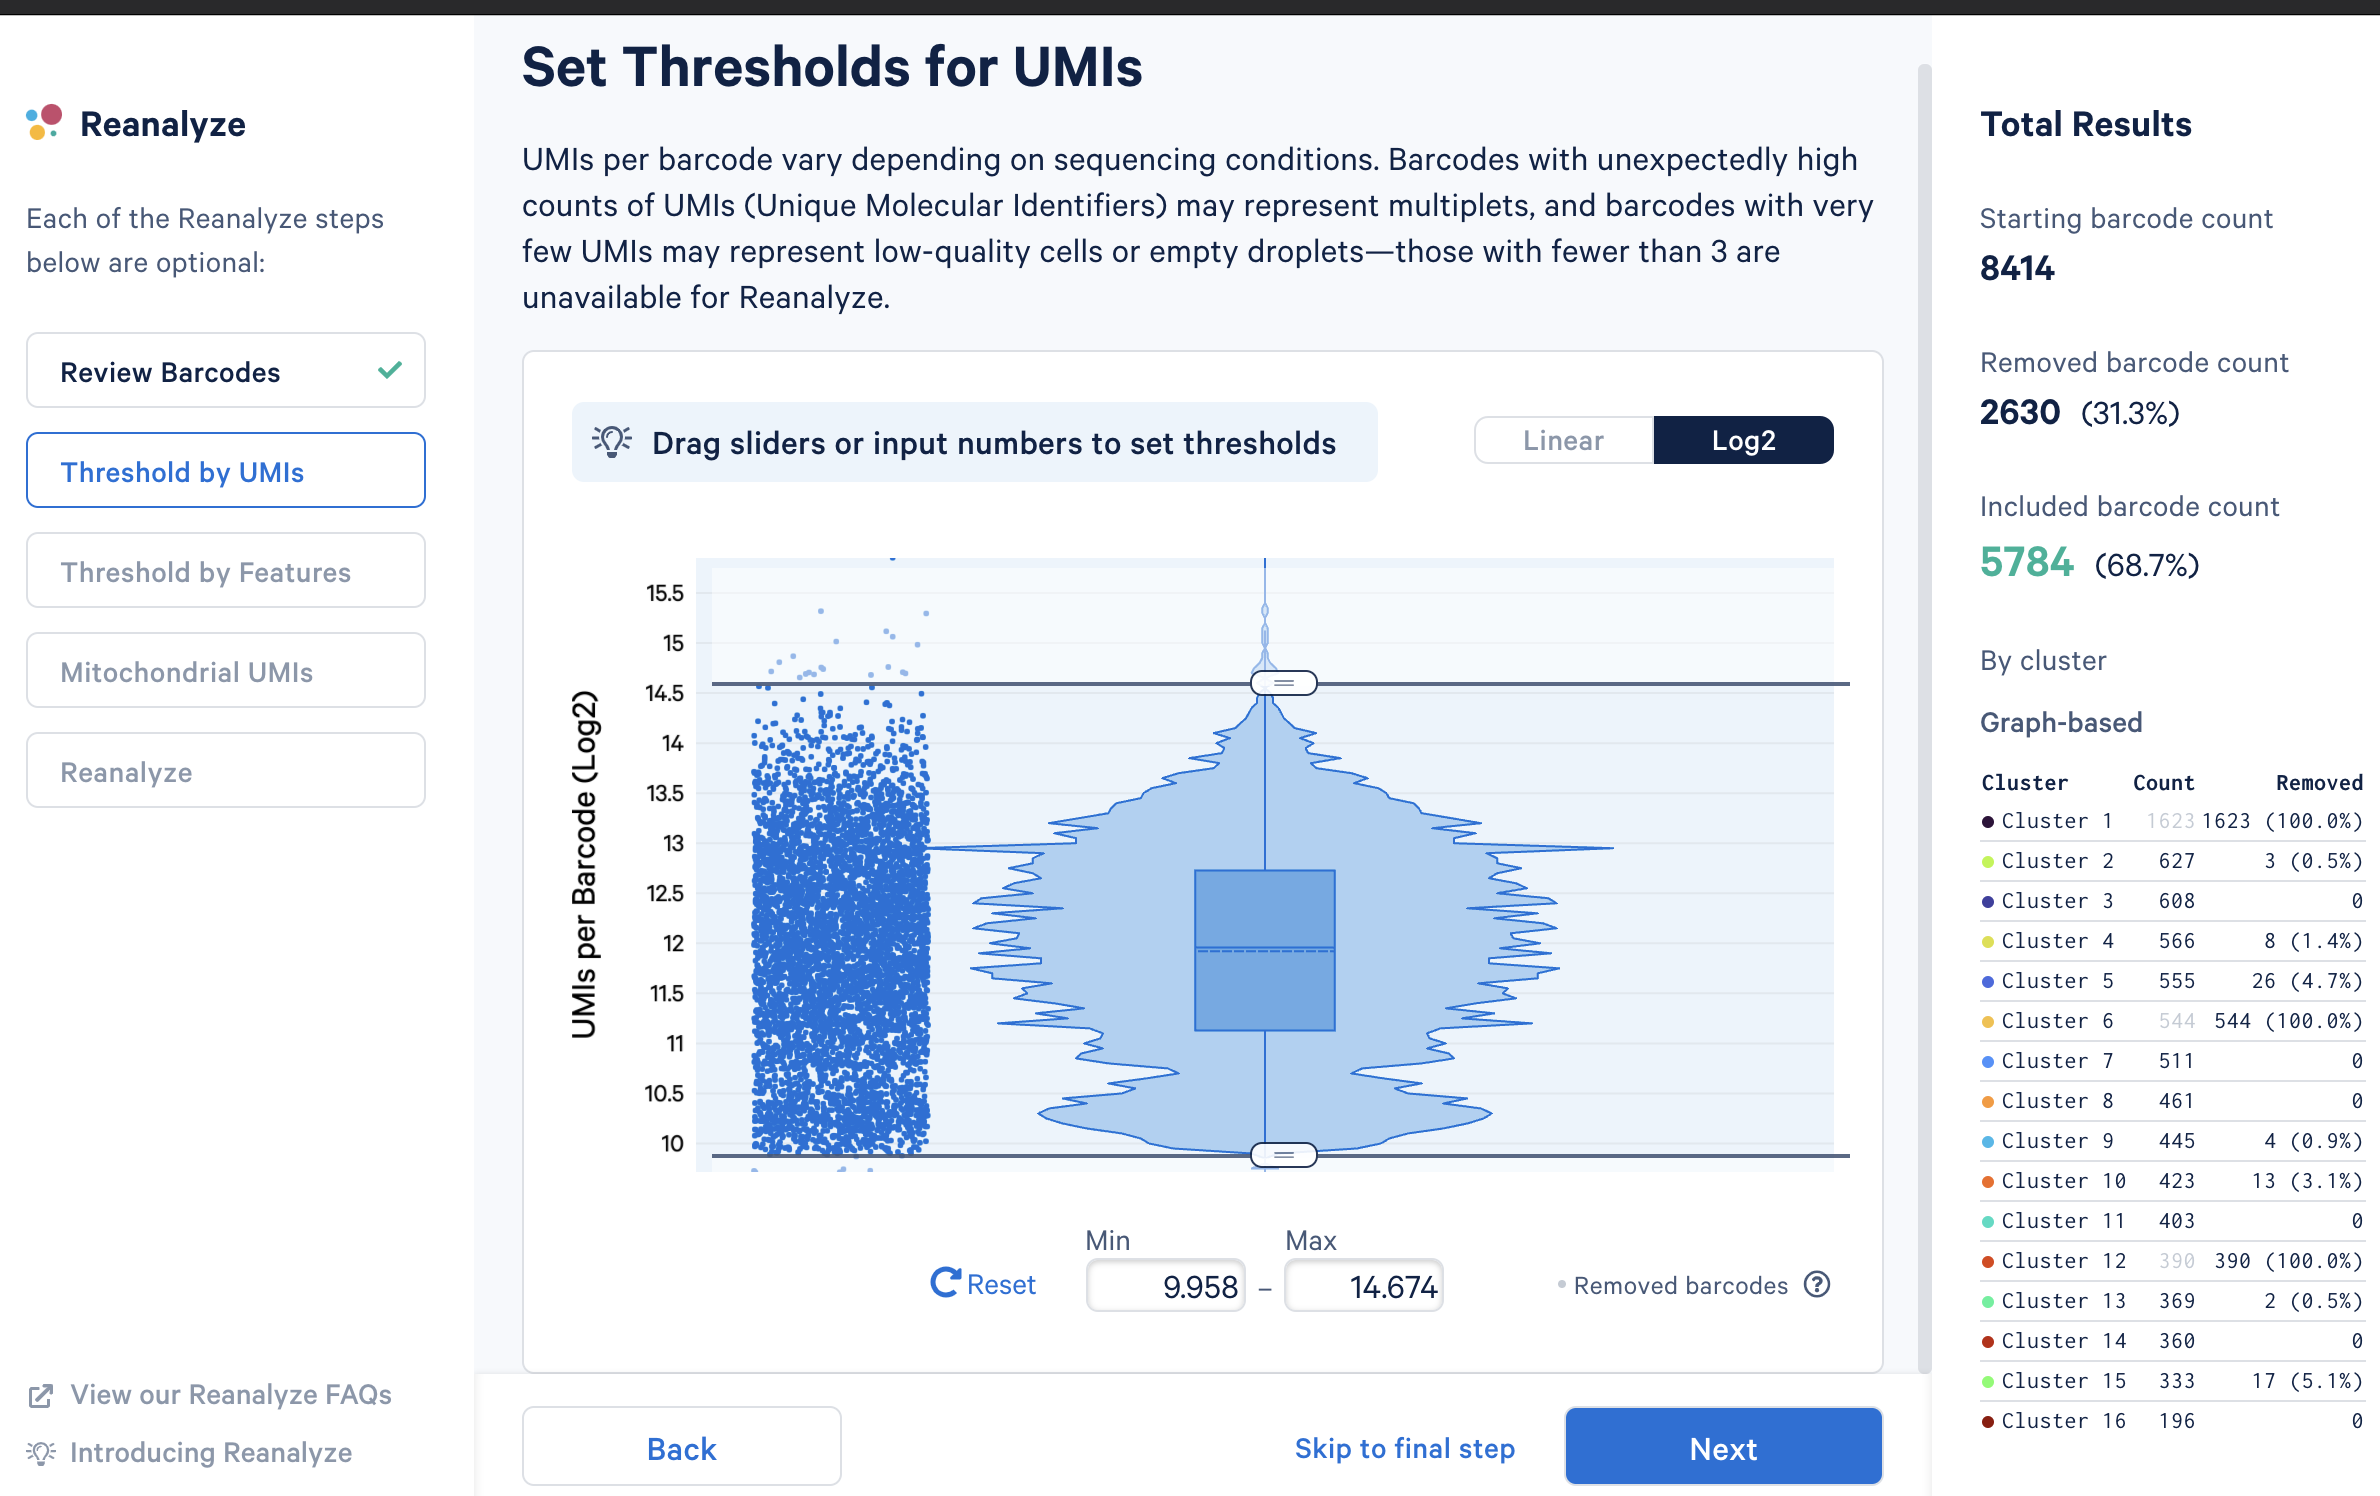 Reanalyze
Each of the Reanalyze steps
below are optional:
Review Barcodes
Threshold by UMIs
Threshold by Features
Mitochondrial UMIs
Reanalyze
View our Reanalyze FAQs
Introducing Reanalyze
Set Thresholds for UMIs
UMIs per barcode vary depending on sequencing conditions. Barcodes with unexpectedly high
counts of UMIs (Unique Molecular Identifiers) may represent multiplets, and barcodes with very
few UMIs may represent low-quality cells or empty droplets—those with fewer than 3 are
unavailable for Reanalyze.
Drag sliders or input numbers to set thresholds
Linear Log2
UMIs per Barcode (Log2)
15.5
15
14.5
14
13.5
13
12.5
12
11.5
11
10.5
10
Min Max
Reset 9.958 – 14.674 Removed barcodes ?
Back Skip to final step Next
Total Results
Starting barcode count
8414
Removed barcode count
2630 (31.3%)
Included barcode count
5784 (68.7%)
By cluster
Graph-based
Cluster Count Removed
Cluster 1 1623 1623 (100.0%)
Cluster 2 627 3 (0.5%)
Cluster 3 608 0
Cluster 4 566 8 (1.4%)
Cluster 5 555 26 (4.7%)
Cluster 6 544 544 (100.0%)
Cluster 7 511 0
Cluster 8 461 0
Cluster 9 445 4 (0.9%)
Cluster 10 423 13 (3.1%)
Cluster 11 403 0
Cluster 12 390 390 (100.0%)
Cluster 13 369 2 (0.5%)
Cluster 14 360 0
Cluster 15 333 17 (5.1%)
Cluster 16 196 0